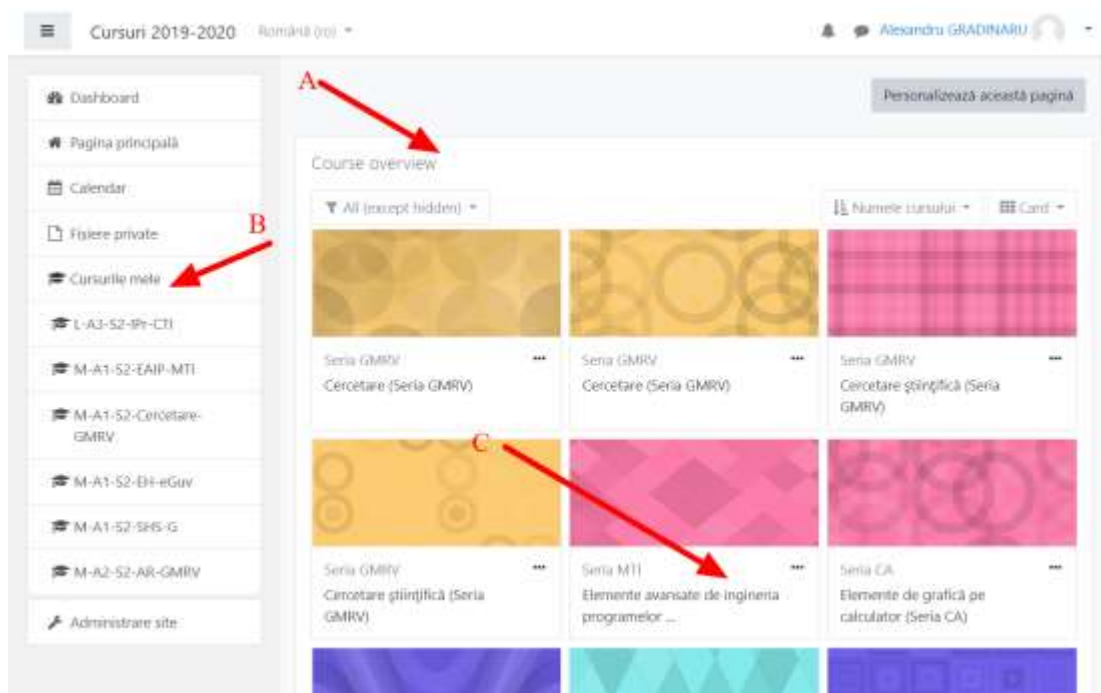 Cursuri 2019-2020 Română (ro)
Alexandru GRADINARU
Dashboard
Pagina principală
Calendar
Fișiere private
Cursurile mele
L-A3-S2-IPr-CTI
M-A1-S2-EAIP-MTI
M-A1-S2-Cercetare-
GMRV
M-A1-S2-EH-eGuv
M-A1-S2-SHS-G
M-A2-S2-AR-GMRV
Administrare site
A
B
C
Personalizează această pagină
Course overview
All (except hidden)
Numele cursului
Card
Seria GMRV
Cercetare (Seria GMRV)
Seria GMRV
Cercetare (Seria GMRV)
Seria GMRV
Cercetare științifică (Seria
GMRV)
Seria GMRV
Cercetare științifică (Seria
GMRV)
Seria MTI
Elemente avansate de ingineria
programelor ...
Seria CA
Elemente de grafică pe
calculator (Seria CA)